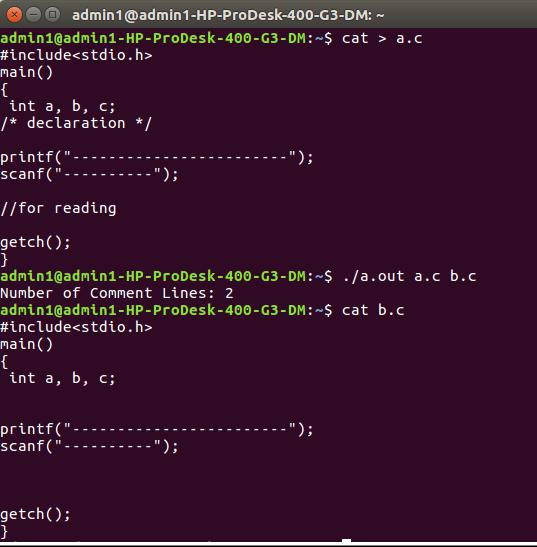 admin1@admin1-HP-ProDesk-400-G3-DM: ~
admin1@admin1-HP-ProDesk-400-G3-DM:~$ cat > a.c
#include<stdio.h>
main()
{
 int a, b, c;
/* declaration */
printf("------------------------");
scanf("----------");
//for reading
getch();
}
admin1@admin1-HP-ProDesk-400-G3-DM:~$ ./a.out a.c b.c
Number of Comment Lines: 2
admin1@admin1-HP-ProDesk-400-G3-DM:~$ cat b.c
#include<stdio.h>
main()
{
 int a, b, c;
printf("------------------------");
scanf("----------");
getch();
}